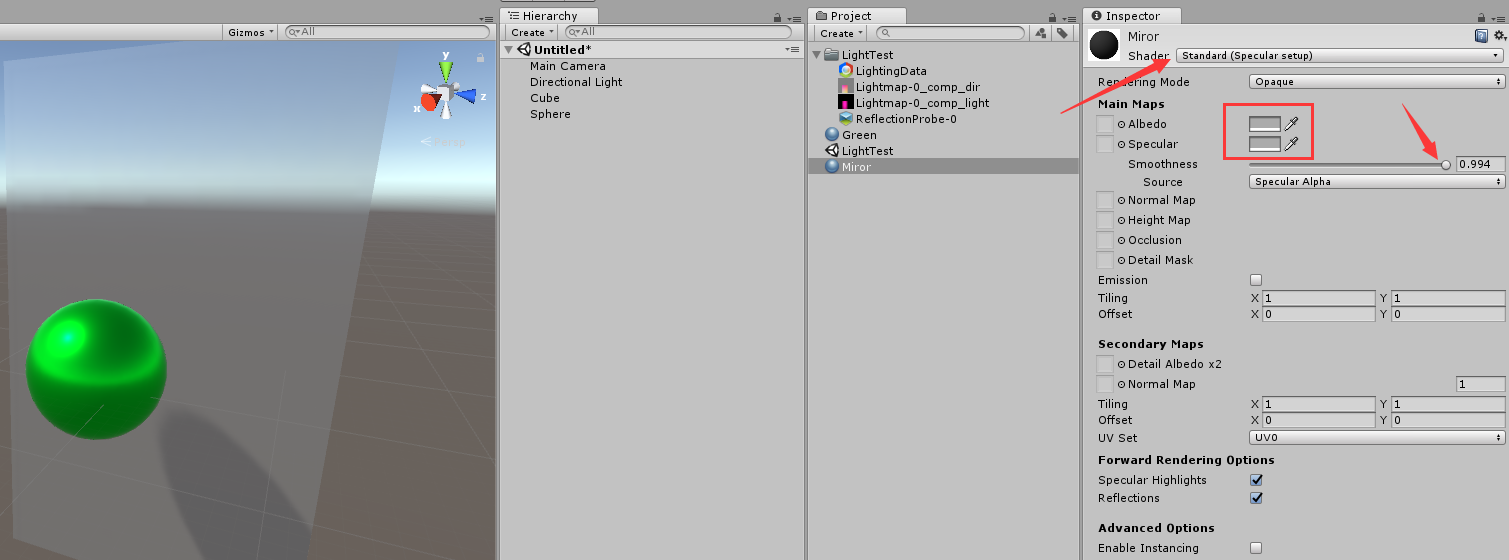 Gizmos
All
y
x
z
Persp
Hierarchy
Create
All
Untitled*
Main Camera
Directional Light
Cube
Sphere
Project
Create
LightTest
LightingData
Lightmap-0_comp_dir
Lightmap-0_comp_light
ReflectionProbe-0
Green
LightTest
Miror
Inspector
Miror
Shader Standard (Specular setup)
Rendering Mode Opaque
Main Maps
Albedo
Specular
Smoothness 0.994
Source Specular Alpha
Normal Map
Height Map
Occlusion
Detail Mask
Emission
Tiling X 1 Y 1
Offset X 0 Y 0
Secondary Maps
Detail Albedo x2
Normal Map 1
Tiling X 1 Y 1
Offset X 0 Y 0
UV Set UV0
Forward Rendering Options
Specular Highlights
Reflections
Advanced Options
Enable Instancing